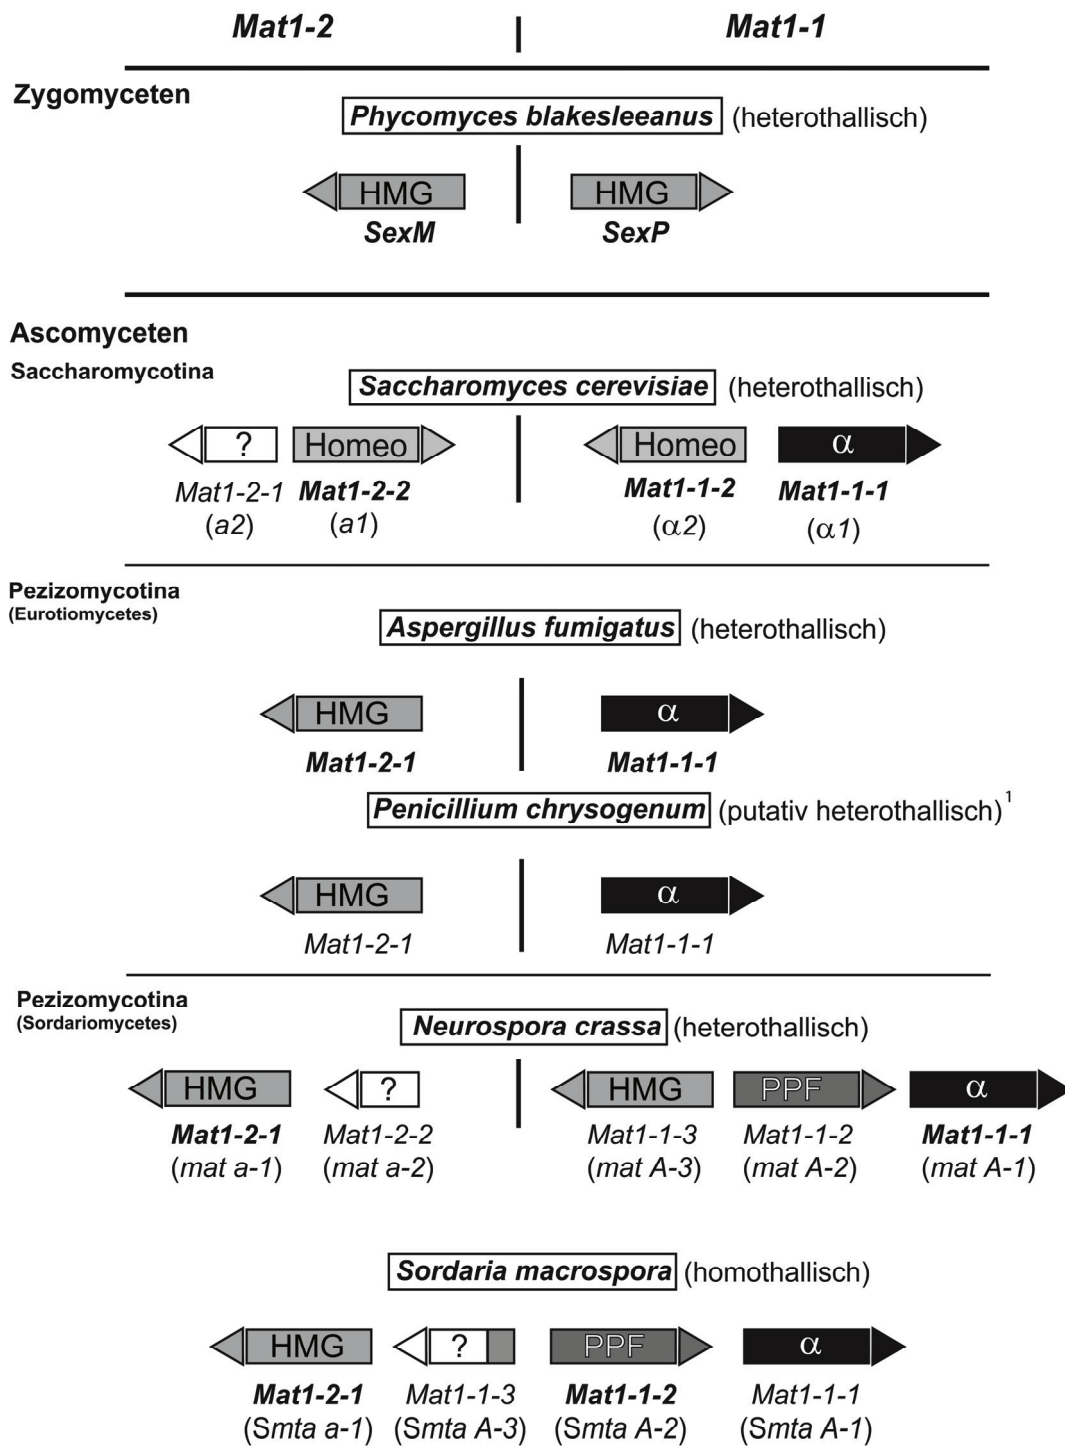 Mat1-2 | Mat1-1
Zygomyceten
Phycomyces blakesleeanus (heterothallisch)
HMG HMG
SexM SexP
Ascomyceten
Saccharomycotina
Saccharomyces cerevisiae (heterothallisch)
? Homeo Homeo α
Mat1-2-1 Mat1-2-2 Mat1-1-2 Mat1-1-1
(a2) (a1) (α2) (α1)
Pezizomycotina
(Eurotiomycetes)
Aspergillus fumigatus (heterothallisch)
HMG α
Mat1-2-1 Mat1-1-1
Penicillium chrysogenum (putativ heterothallisch)¹
HMG α
Mat1-2-1 Mat1-1-1
Pezizomycotina
(Sordariomycetes)
Neurospora crassa (heterothallisch)
HMG ? HMG PPF α
Mat1-2-1 Mat1-2-2 Mat1-1-3 Mat1-1-2 Mat1-1-1
(mat a-1) (mat a-2) (mat A-3) (mat A-2) (mat A-1)
Sordaria macrospora (homothallisch)
HMG ? PPF α
Mat1-2-1 Mat1-1-3 Mat1-1-2 Mat1-1-1
(Smta a-1) (Smta A-3) (Smta A-2) (Smta A-1)